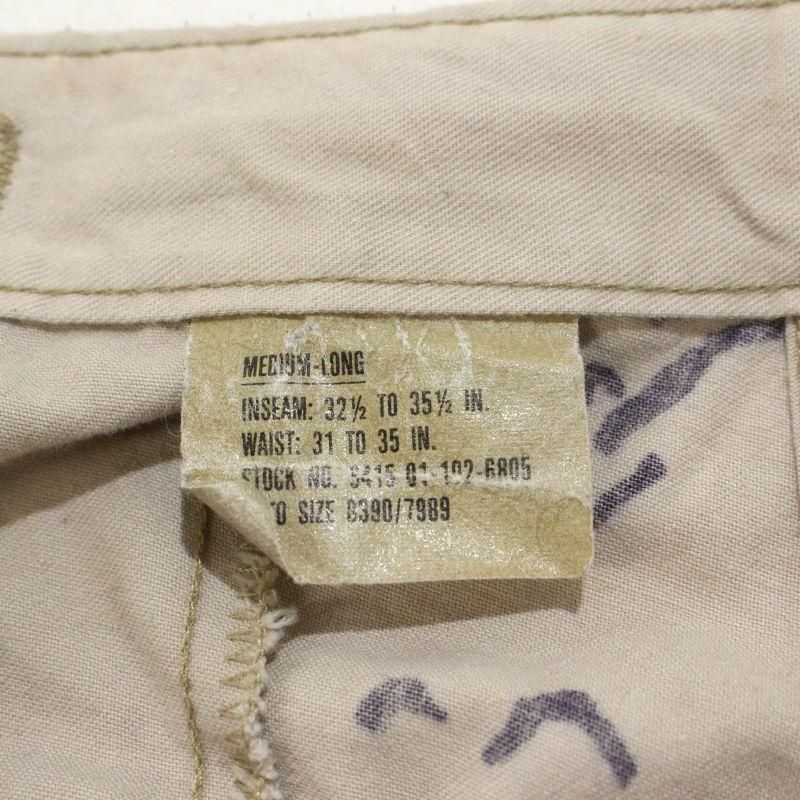 MEDIUM-LONG
INSEAM: 32½ TO 35½ IN.
WAIST: 31 TO 35 IN.
STOCK NO. 8415 01-102-6805
TO SIZE 8390/7989